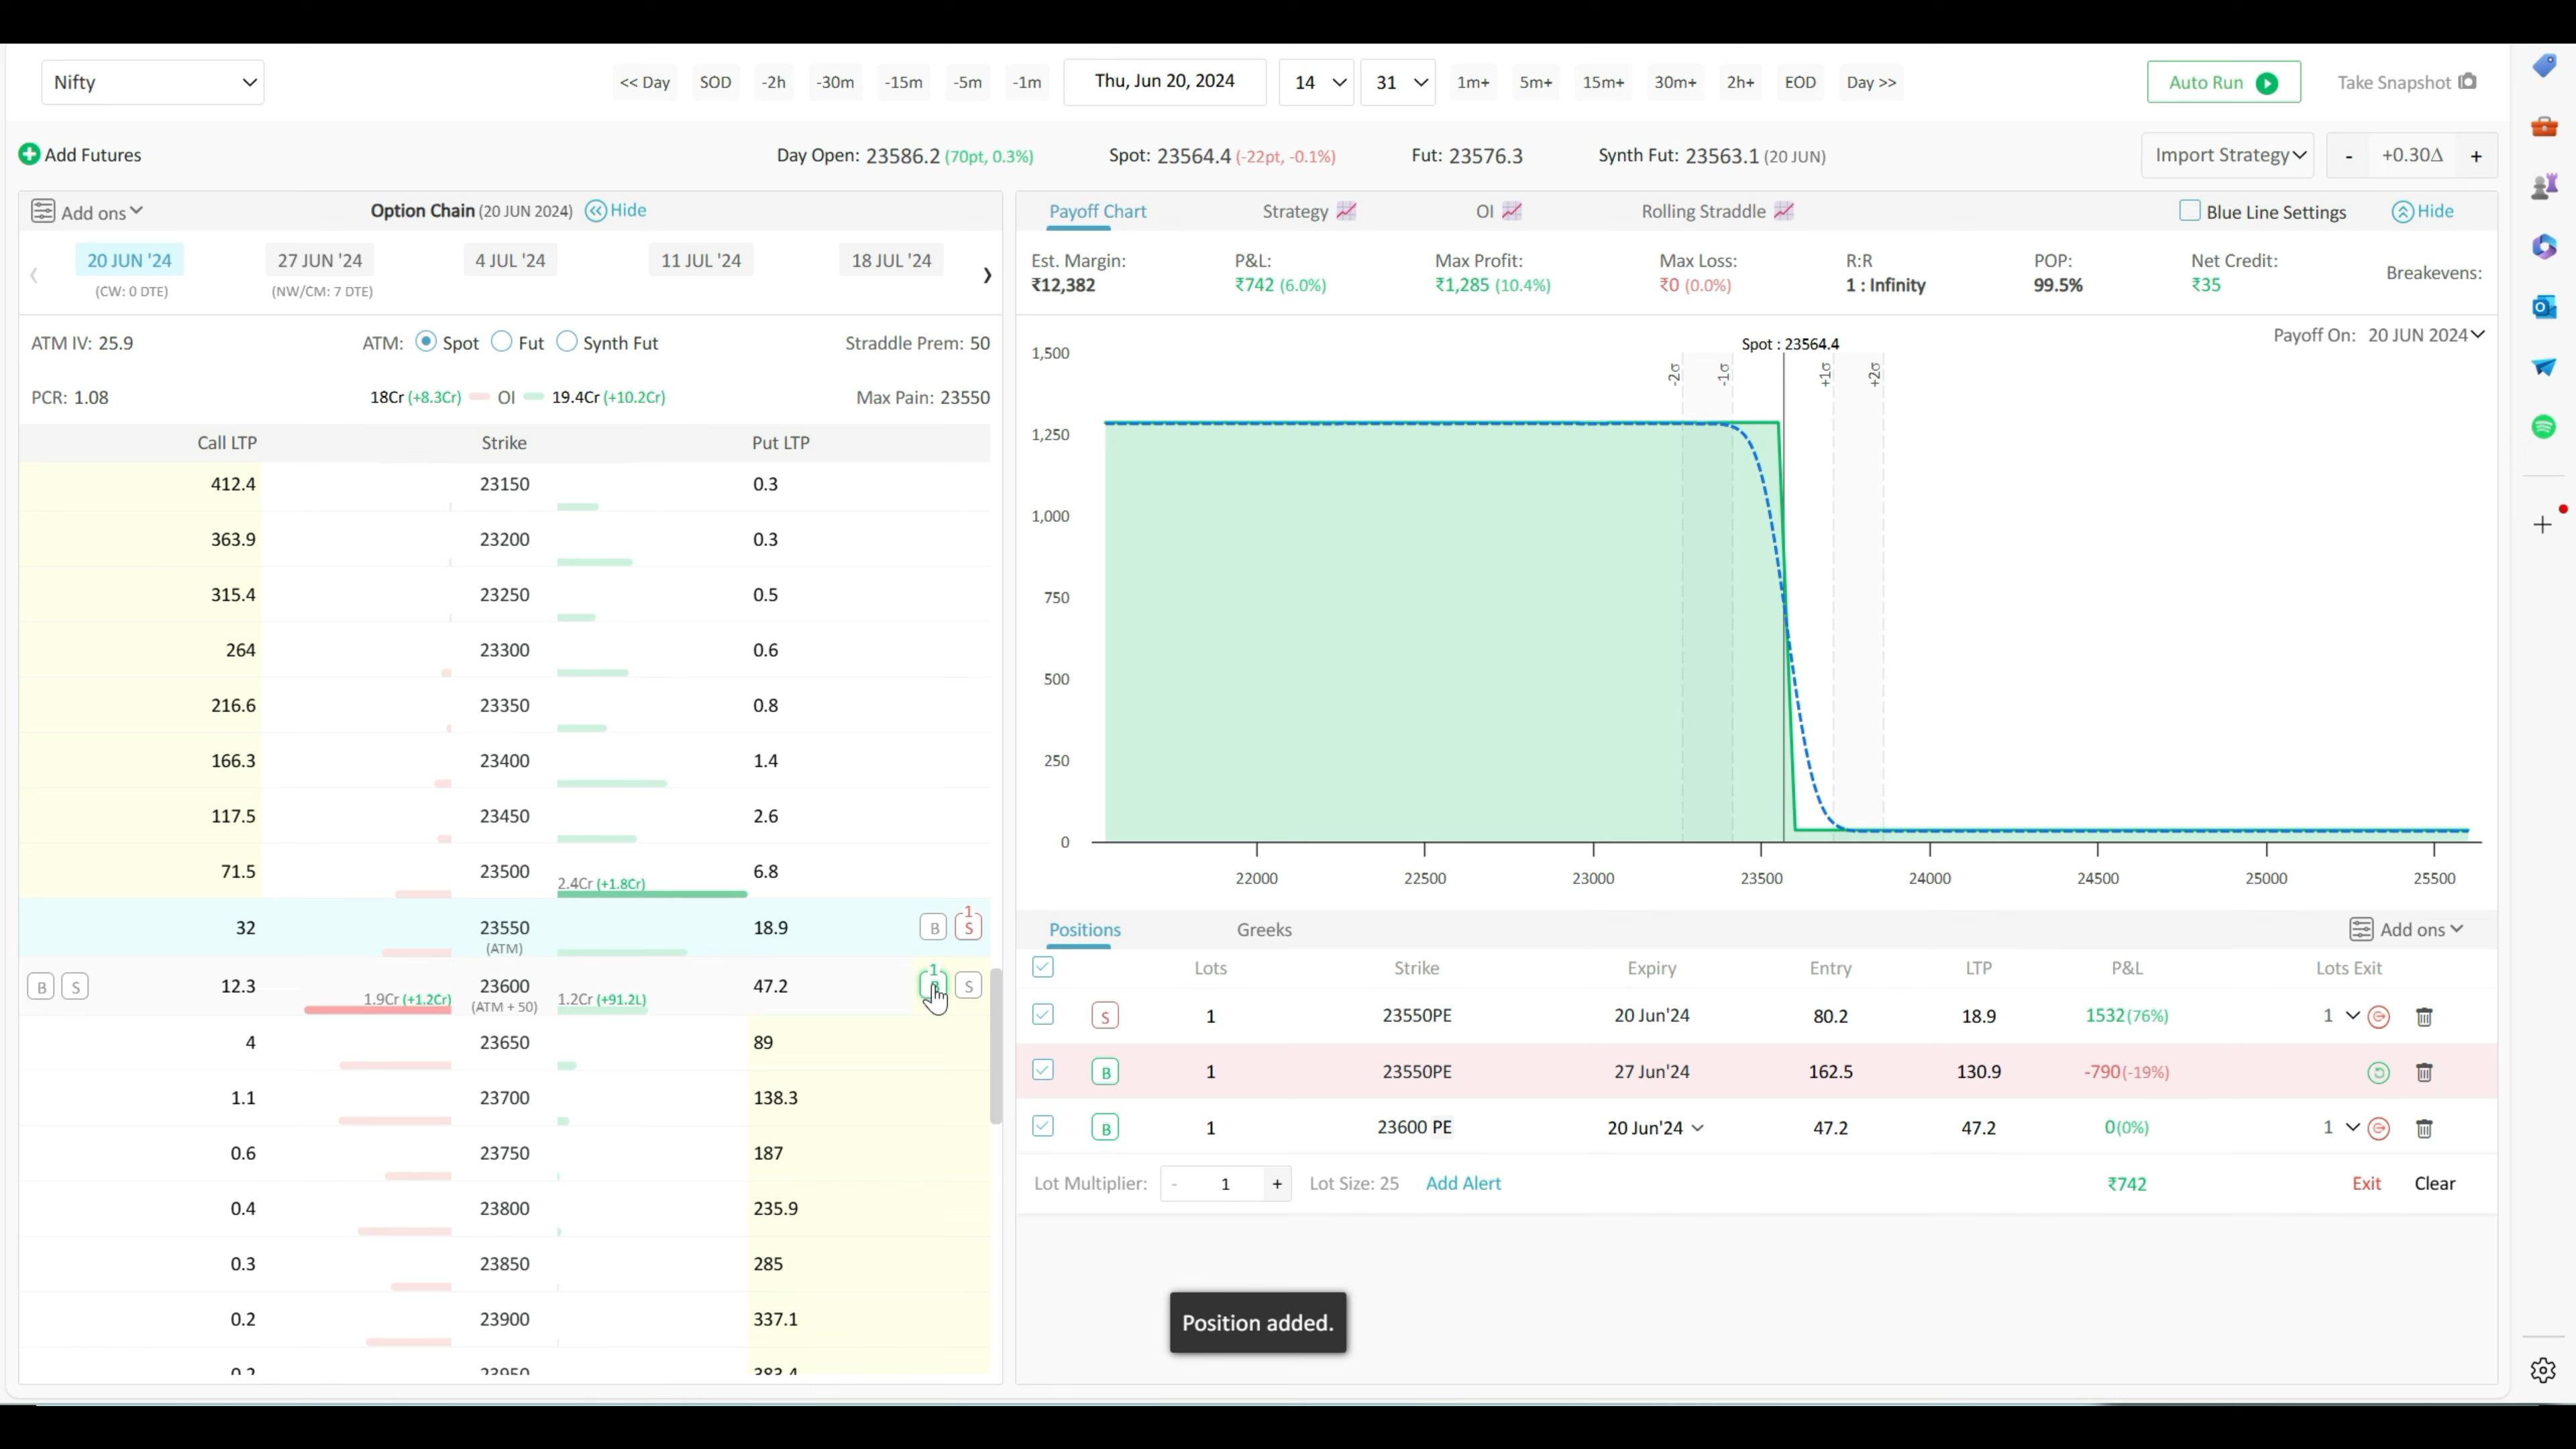 Nifty
<< Day SOD -2h -30m -15m -5m -1m Thu, Jun 20, 2024 14 31 1m+ 5m+ 15m+ 30m+ 2h+ EOD Day >> Auto Run Take Snapshot
Add Futures Day Open: 23586.2 (70pt, 0.3%) Spot: 23564.4 (-22pt, -0.1%) Fut: 23576.3 Synth Fut: 23563.1 (20 JUN) Import Strategy - +0.30Δ +
Add ons Option Chain (20 JUN 2024) Hide
20 JUN '24 27 JUN '24 4 JUL '24 11 JUL '24 18 JUL '24
(CW: 0 DTE) (NW/CM: 7 DTE)
ATM IV: 25.9 ATM: Spot Fut Synth Fut Straddle Prem: 50
PCR: 1.08 18Cr (+8.3Cr) OI 19.4Cr (+10.2Cr) Max Pain: 23550
Call LTP Strike Put LTP
412.4 23150 0.3
363.9 23200 0.3
315.4 23250 0.5
264 23300 0.6
216.6 23350 0.8
166.3 23400 1.4
117.5 23450 2.6
71.5 23500 2.4Cr (+1.8Cr) 6.8
32 23550 18.9 B 1 S
(ATM)
B S 12.3 1.9Cr (+1.2Cr) 23600 1.2Cr (+91.2L) 47.2 1 S
(ATM + 50)
4 23650 89
1.1 23700 138.3
0.6 23750 187
0.4 23800 235.9
0.3 23850 285
0.2 23900 337.1
0.2 23950 383.4
Payoff Chart Strategy OI Rolling Straddle Blue Line Settings Hide
Est. Margin: P&L: Max Profit: Max Loss: R:R POP: Net Credit: Breakevens:
₹12,382 ₹742 (6.0%) ₹1,285 (10.4%) ₹0 (0.0%) 1 : Infinity 99.5% ₹35
Payoff On: 20 JUN 2024
Spot : 23564.4
-2σ -1σ +1σ +2σ
1,500
1,250
1,000
750
500
250
0
22000 22500 23000 23500 24000 24500 25000 25500
Positions Greeks Add ons
Lots Strike Expiry Entry LTP P&L Lots Exit
S 1 23550PE 20 Jun'24 80.2 18.9 1532(76%) 1
B 1 23550PE 27 Jun'24 162.5 130.9 -790(-19%)
B 1 23600 PE 20 Jun'24 47.2 47.2 0(0%) 1
Lot Multiplier: - 1 + Lot Size: 25 Add Alert ₹742 Exit Clear
Position added.